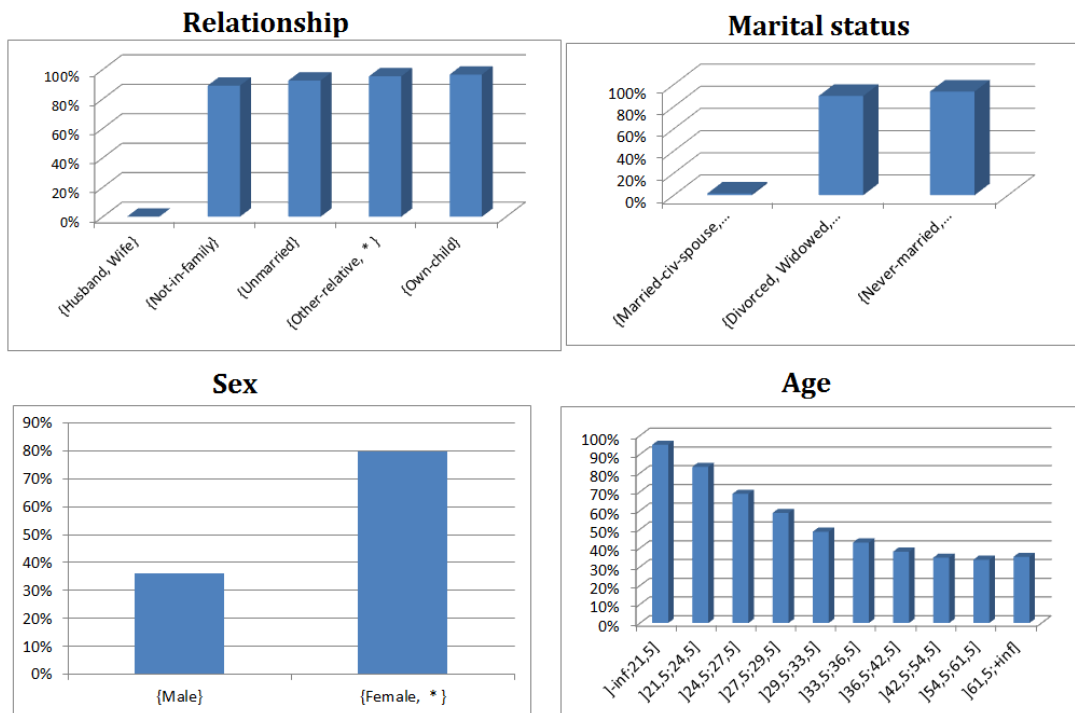 Relationship
100%
80%
60%
40%
20%
0%
{Husband, Wife}
{Not-in-family}
{Unmarried}
{Other-relative, * }
{Own-child}
Marital status
100%
80%
60%
40%
20%
0%
{Married-civ-spouse,...
{Divorced, Widowed,...
{Never-married,...
Sex
90%
80%
70%
60%
50%
40%
30%
20%
10%
0%
{Male}
{Female, * }
Age
100%
90%
80%
70%
60%
50%
40%
30%
20%
10%
0%
]-inf;21,5]
]21,5;24,5]
]24,5;27,5]
]27,5;29,5]
]29,5;33,5]
]33,5;36,5]
]36,5;42,5]
]42,5;54,5]
]54,5;61,5]
]61,5;+inf]